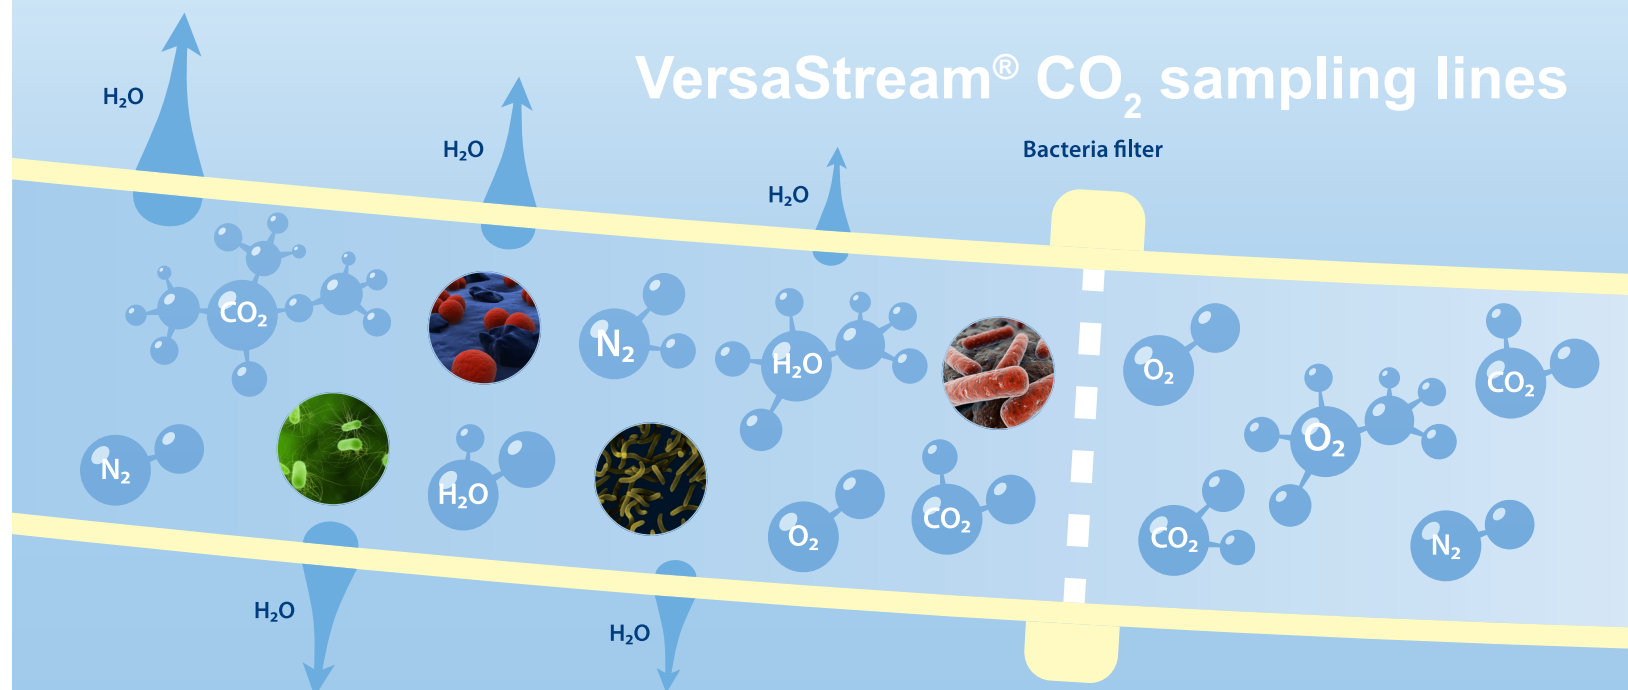 VersaStream® CO₂ sampling lines
H₂O
H₂O
Bacteria filter
H₂O
CO₂
N₂
H₂O
O₂
CO₂
O₂
N₂
H₂O
O₂
CO₂
CO₂
N₂
H₂O
H₂O